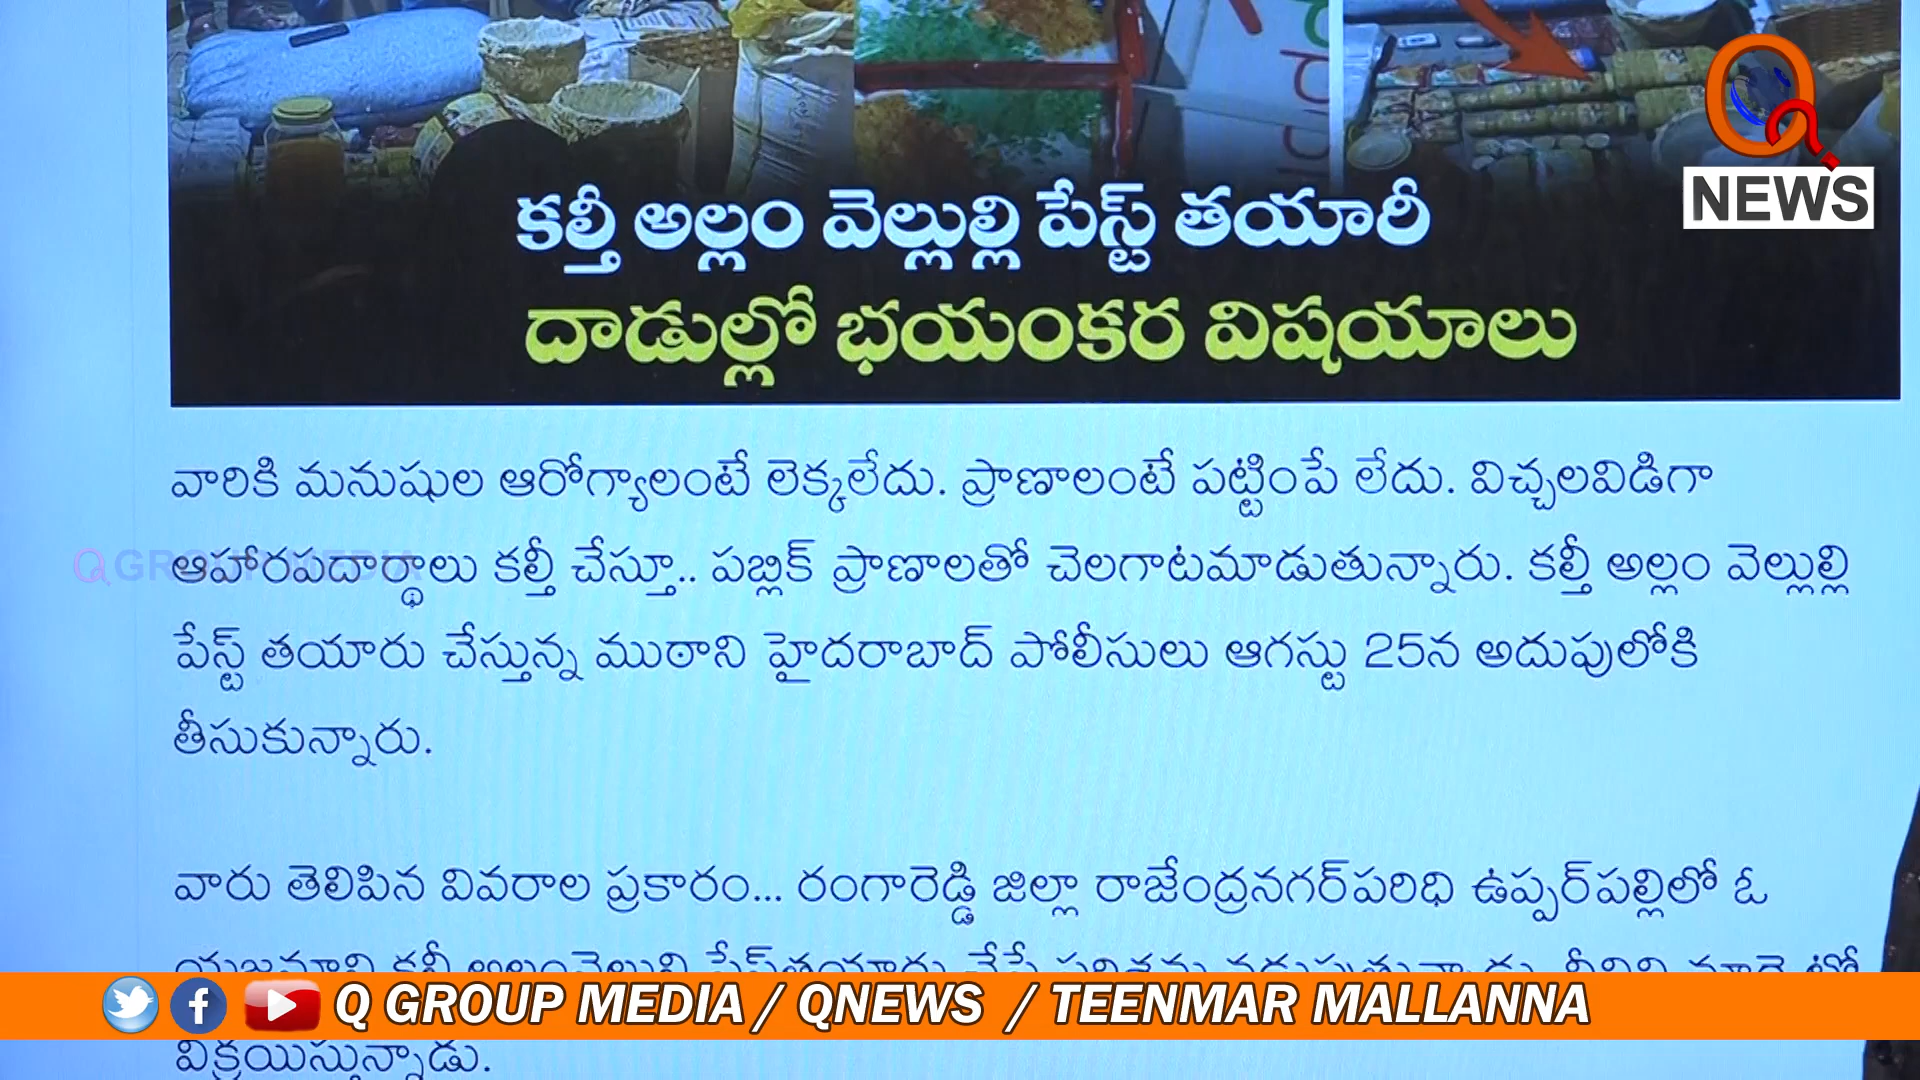 NEWS
కల్తీ అల్లం వెల్లుల్లి పేస్ట్ తయారీ
దాడుల్లో భయంకర విషయాలు
వారికి మనుషుల ఆరోగ్యాలంటే లెక్కలేదు. ప్రాణాలంటే పట్టింపే లేదు. విచ్చలవిడిగా
Q GROUP MEDIA
ఆహారపదార్థాలు కల్తీ చేస్తూ.. పబ్లిక్ ప్రాణాలతో చెలగాటమాడుతున్నారు. కల్తీ అల్లం వెల్లుల్లి
పేస్ట్ తయారు చేస్తున్న ముఠాని హైదరాబాద్ పోలీసులు ఆగస్టు 25న అదుపులోకి
తీసుకున్నారు.
వారు తెలిపిన వివరాల ప్రకారం... రంగారెడ్డి జిల్లా రాజేంద్రనగర్‌పరిధి ఉప్పర్‌పల్లిలో ఓ
Q GROUP MEDIA / QNEWS / TEENMAR MALLANNA
విక్రయిస్తున్నాడు.